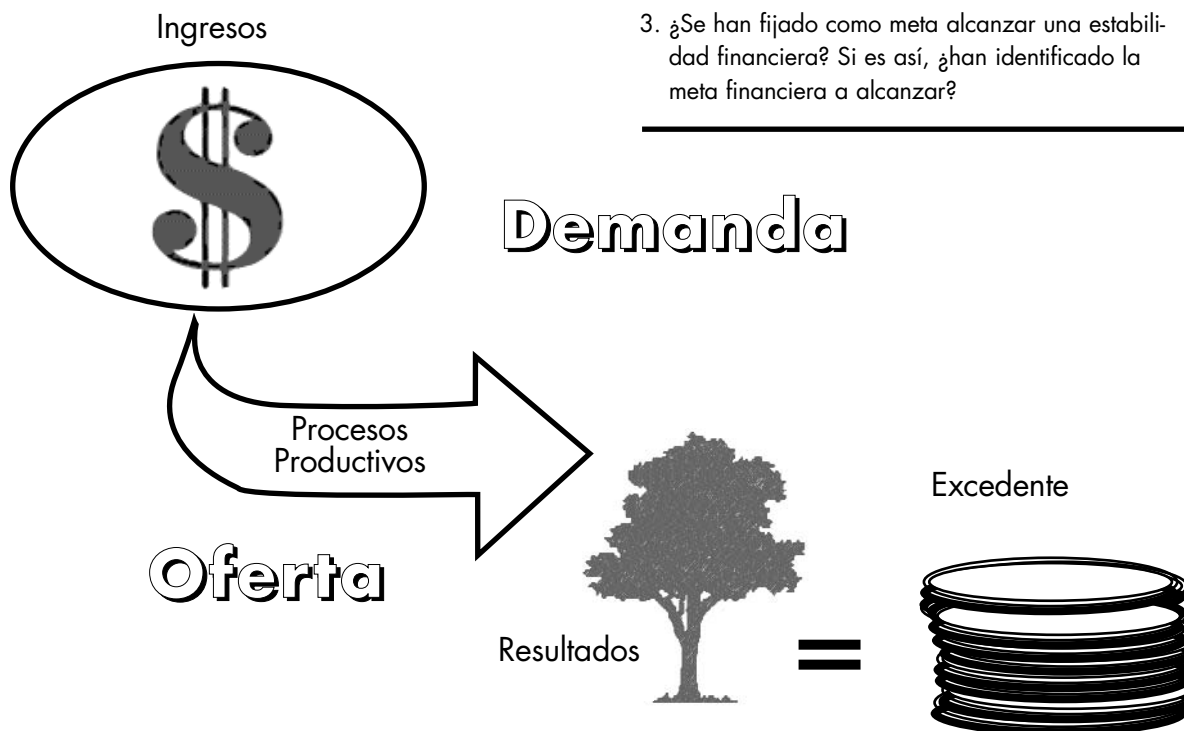 Ingresos
3. ¿Se han fijado como meta alcanzar una estabili-
dad financiera? Si es así, ¿han identificado la
meta financiera a alcanzar?
Demanda
Procesos
Productivos
Oferta
Excedente
Resultados
=